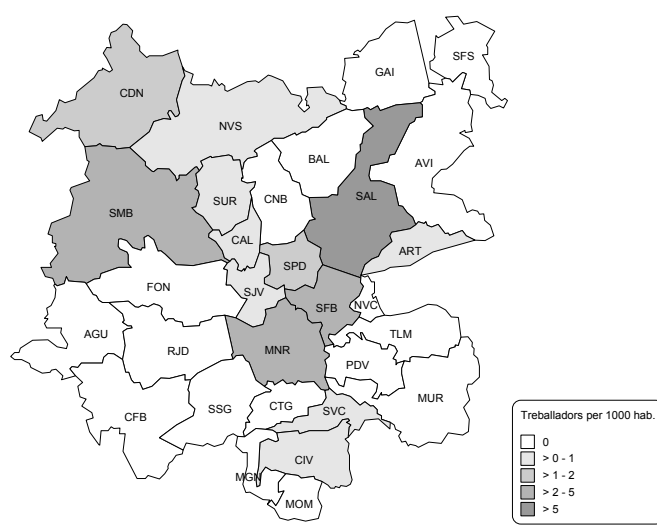 SFS
GAI
CDN
NVS
BAL
AVI
SAL
SUR
CNB
SMB
CAL
ART
SPD
FON
SJV
SFB
NVC
AGU
TLM
RJD
MNR
PDV
MUR
CFB
SSG
CTG
SVC
CIV
MGN
MOM
Treballadors per 1000 hab.
0
> 0 - 1
> 1 - 2
> 2 - 5
> 5